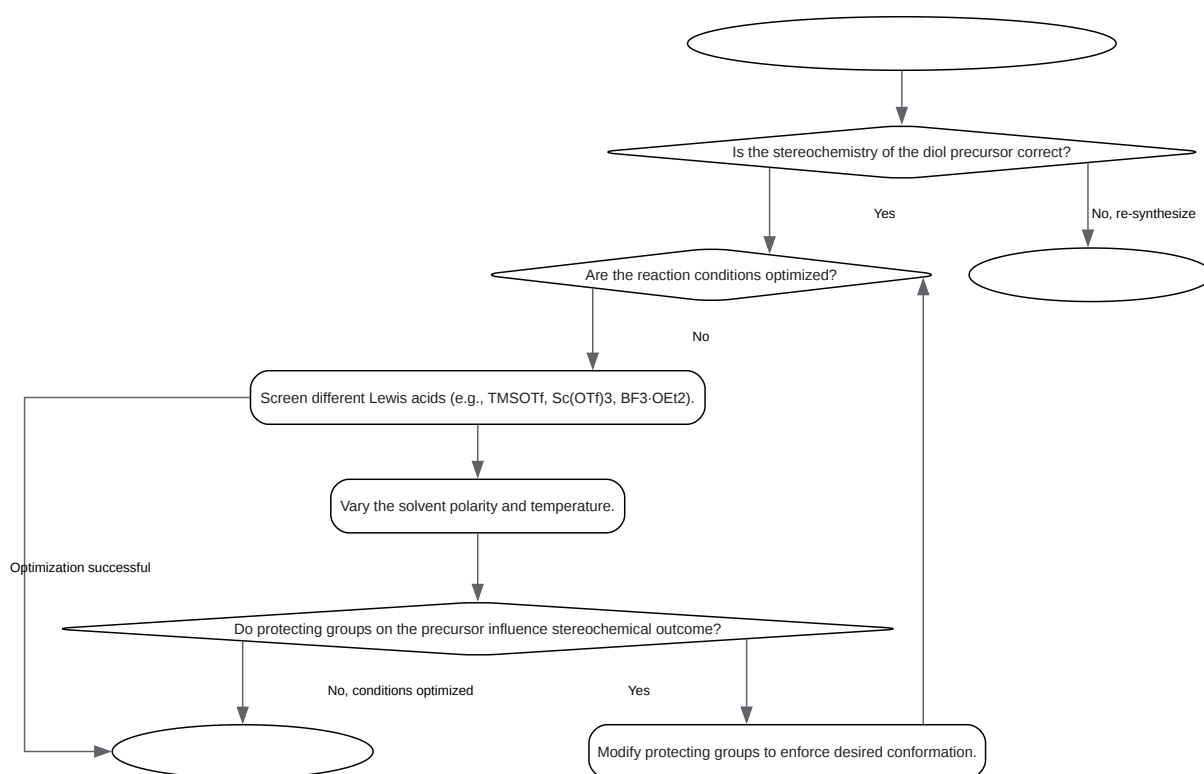 Is the stereochemistry of the diol precursor correct?
Yes
No, re-synthesize
Are the reaction conditions optimized?
No
Screen different Lewis acids (e.g., TMSOTf, Sc(OTf)3, BF3·OEt2).
Vary the solvent polarity and temperature.
Optimization successful
Do protecting groups on the precursor influence stereochemical outcome?
No, conditions optimized
Yes
Modify protecting groups to enforce desired conformation.